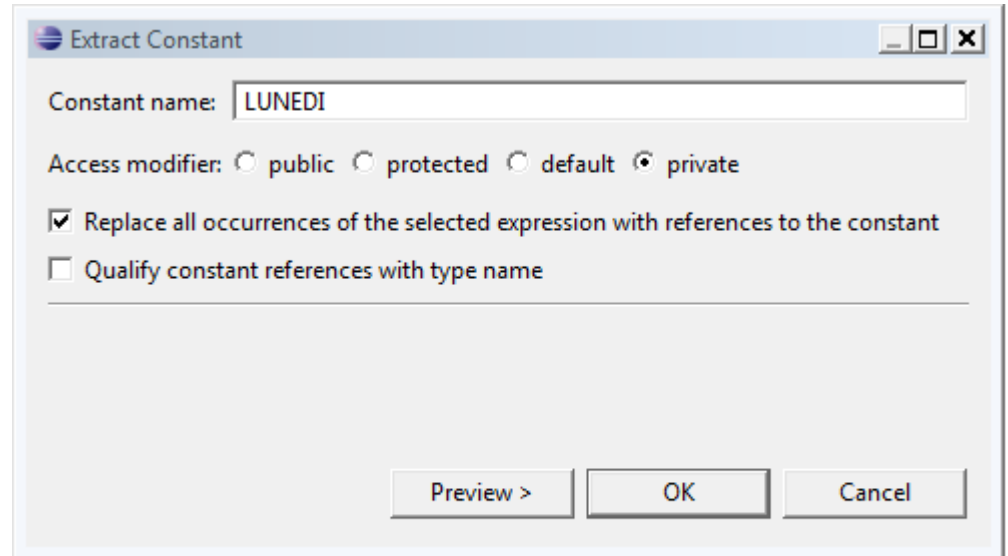 Extract Constant
Constant name: LUNEDI
Access modifier: public protected default private
Replace all occurrences of the selected expression with references to the constant
Qualify constant references with type name
Preview > OK Cancel